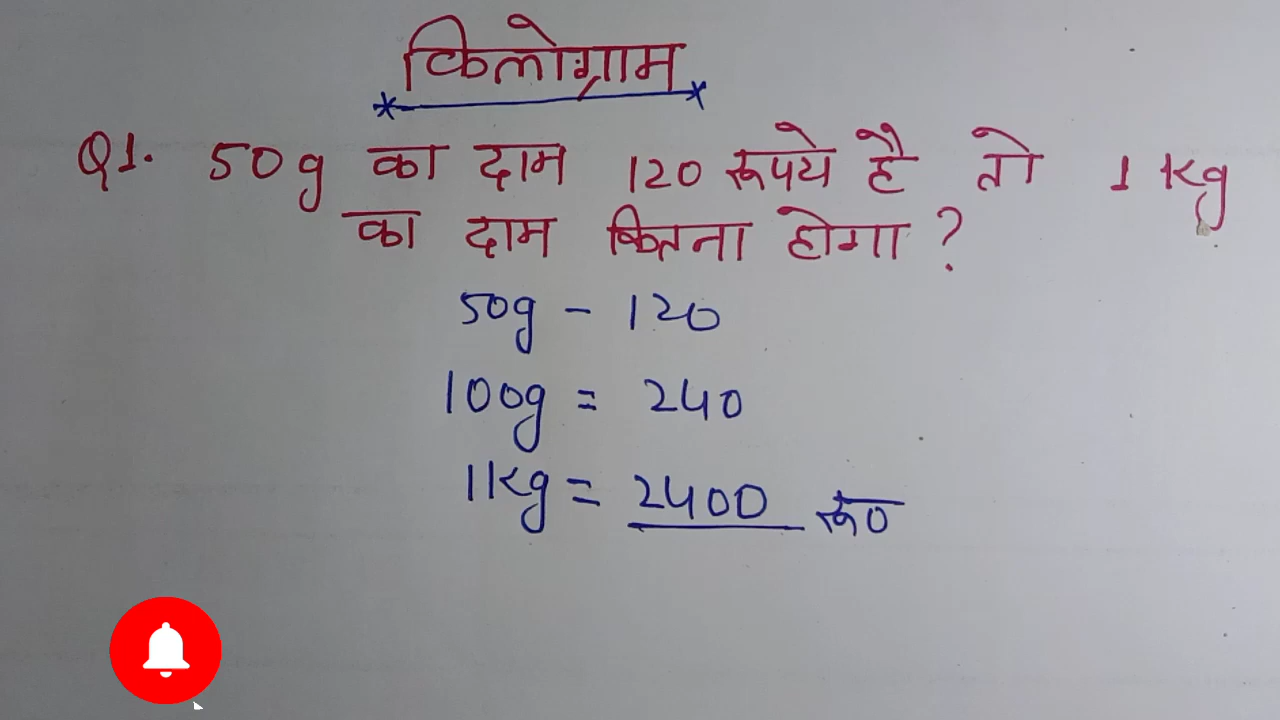 किलोग्राम
Q1. 50g का दाम 120 रूपये है तो 1 Kg
का दाम कितना होगा ?
50g - 120
100g = 240
1Kg = 2400 रू०